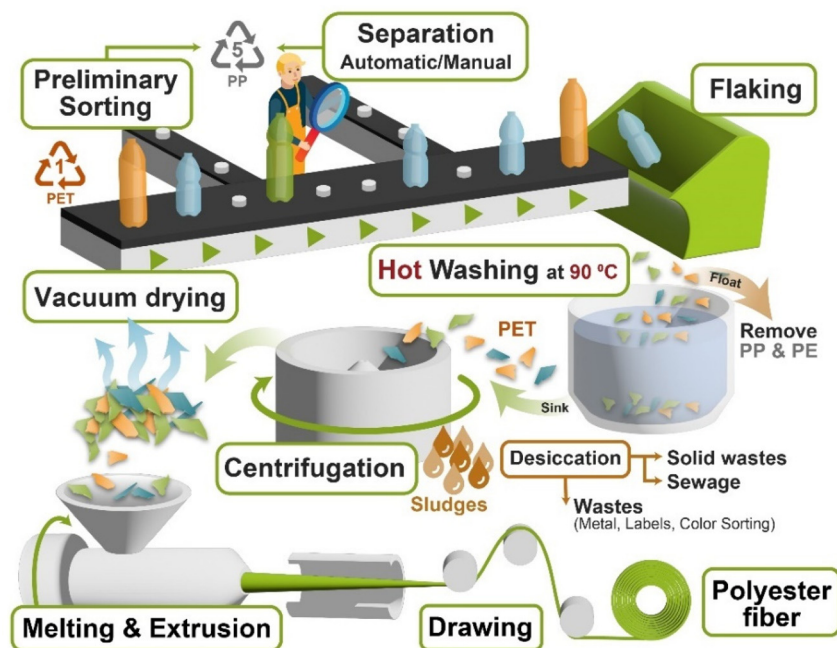 Preliminary
Sorting
5
PP
Separation
Automatic/Manual
Flaking
1
PET
Hot Washing at 90 ºC
Float
Remove
PP & PE
Vacuum drying
PET
Sink
Centrifugation
Sludges
Desiccation
Solid wastes
Sewage
Wastes
(Metal, Labels, Color Sorting)
Melting & Extrusion
Drawing
Polyester
fiber